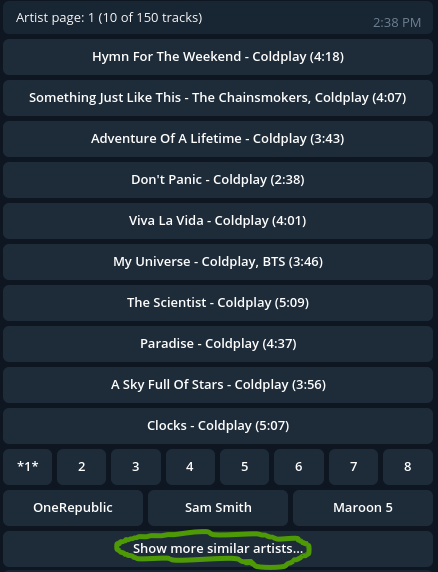 Artist page: 1 (10 of 150 tracks)
2:38 PM
Hymn For The Weekend - Coldplay (4:18)
Something Just Like This - The Chainsmokers, Coldplay (4:07)
Adventure Of A Lifetime - Coldplay (3:43)
Don't Panic - Coldplay (2:38)
Viva La Vida - Coldplay (4:01)
My Universe - Coldplay, BTS (3:46)
The Scientist - Coldplay (5:09)
Paradise - Coldplay (4:37)
A Sky Full Of Stars - Coldplay (3:56)
Clocks - Coldplay (5:07)
*1* 2 3 4 5 6 7 8
OneRepublic Sam Smith Maroon 5
Show more similar artists...